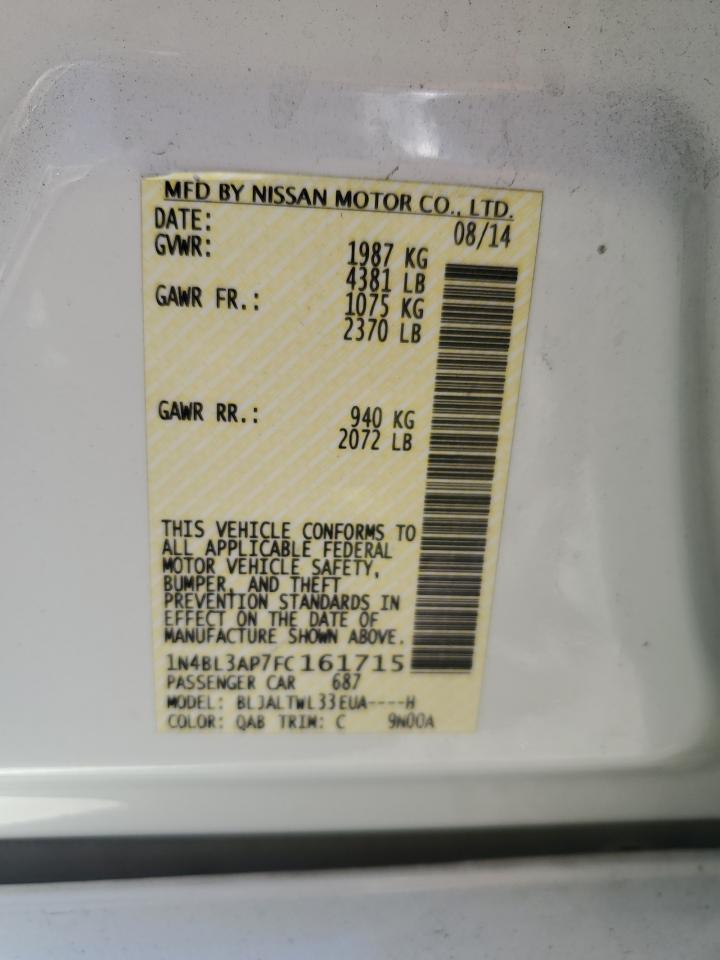 MFD BY NISSAN MOTOR CO., LTD.
DATE: 08/14
GVWR: 1987 KG
4381 LB
GAWR FR.: 1075 KG
2370 LB
GAWR RR.: 940 KG
2072 LB
THIS VEHICLE CONFORMS TO
ALL APPLICABLE FEDERAL
MOTOR VEHICLE SAFETY,
BUMPER, AND THEFT
PREVENTION STANDARDS IN
EFFECT ON THE DATE OF
MANUFACTURE SHOWN ABOVE.
1N4BL3AP7FC161715
PASSENGER CAR 687
MODEL: BLJALTWL33EUA----H
COLOR: QAB TRIM: C 9N00A